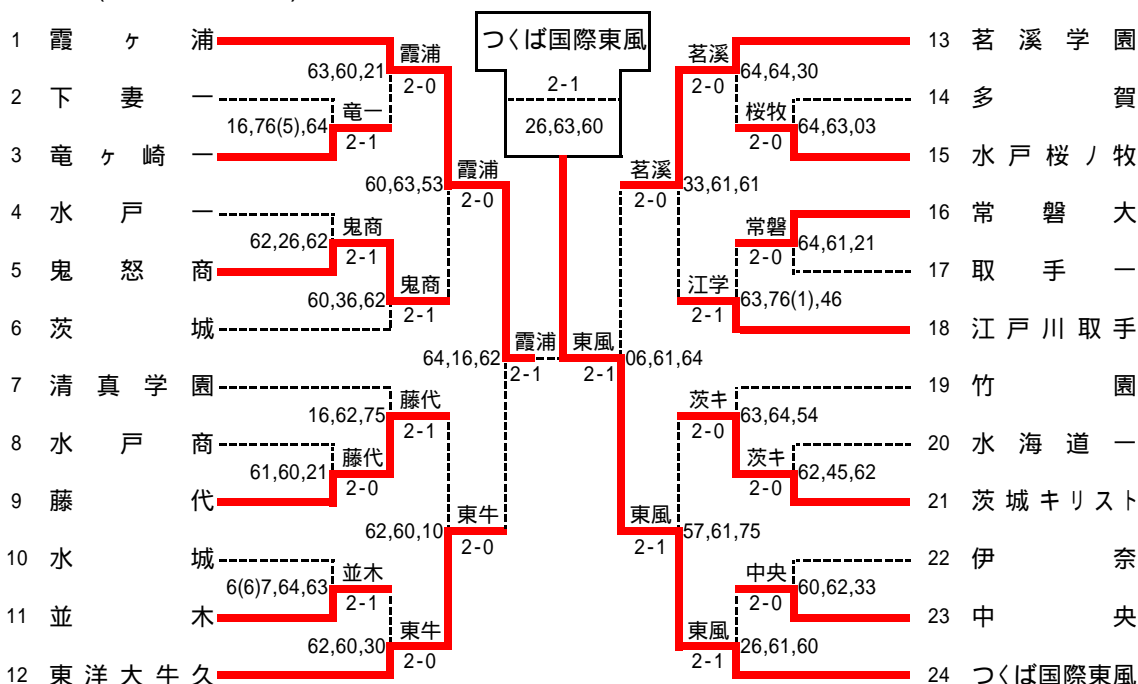 つくば国際東風
2-1
26,63,60
1 霞ヶ浦
2 下妻一
3 竜ヶ崎一
4 水戸一
5 鬼怒商
6 茨城
7 清真学園
8 水戸商
9 藤代
10 水城
11 並木
12 東洋大牛久
霞浦
63,60,21
2-0
竜一
16,76(5),64
2-1
霞浦
60,63,53
2-0
鬼商
62,26,62
2-1
鬼商
60,36,62
2-1
霞浦
64,16,62
2-1
藤代
16,62,75
2-1
藤代
61,60,21
2-0
東牛
62,60,10
2-0
並木
6(6)7,64,63
2-1
東牛
62,60,30
2-0
茗溪
64,64,30
2-0
桜牧
64,63,03
2-0
茗溪
33,61,61
2-0
常磐
64,61,21
2-0
江学
63,76(1),46
2-1
東風
06,61,64
2-1
茨キ
63,64,54
2-0
茨キ
62,45,62
2-0
東風
57,61,75
2-1
中央
60,62,33
2-0
東風
26,61,60
2-1
13 茗溪学園
14 多賀
15 水戸桜ノ牧
16 常磐大
17 取手一
18 江戸川取手
19 竹園
20 水海道一
21 茨城キリスト
22 伊奈
23 中央
24 つくば国際東風